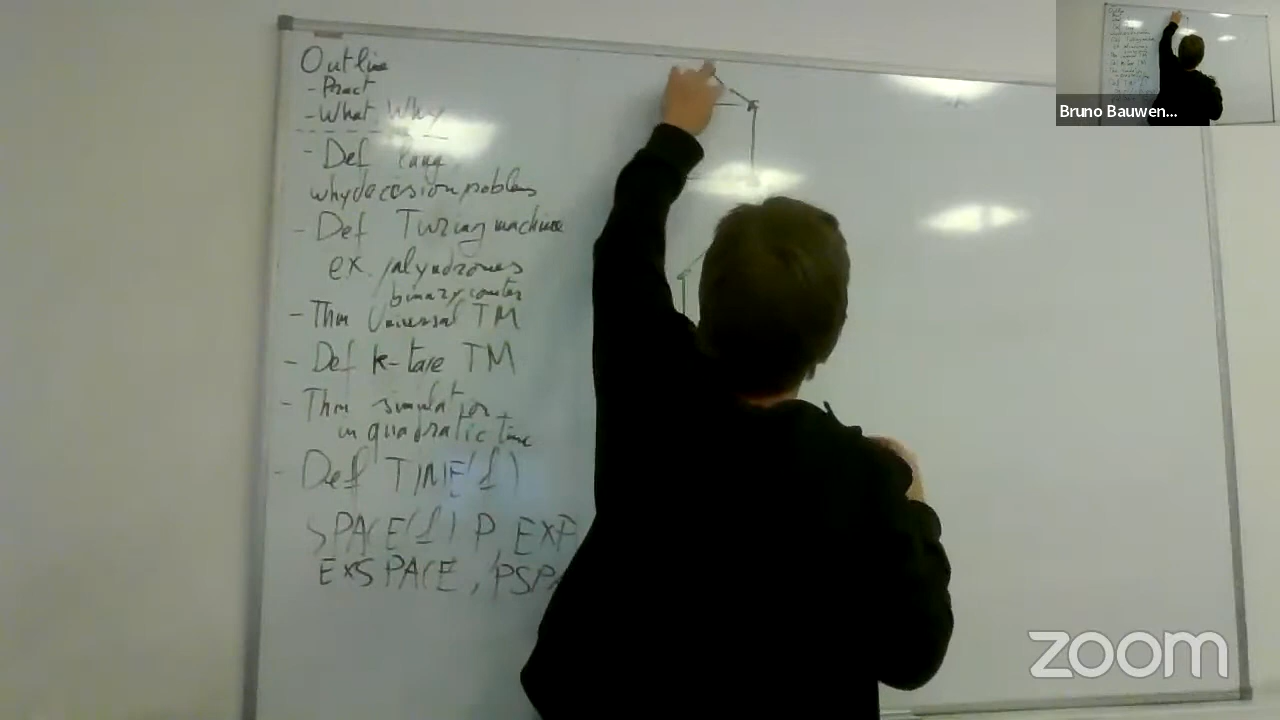 Outline
- Pract
- What, Why
- Def lang
why decision problems
- Def Turing machine
ex. palyndromes
binary counter
- Thm Universal TM
- Def k-tape TM
- Thm simulation
in quadratic time
- Def TIME(f)
SPACE(f) P, EXP
EXSPACE, PSPA
Bruno Bauwen...
zoom